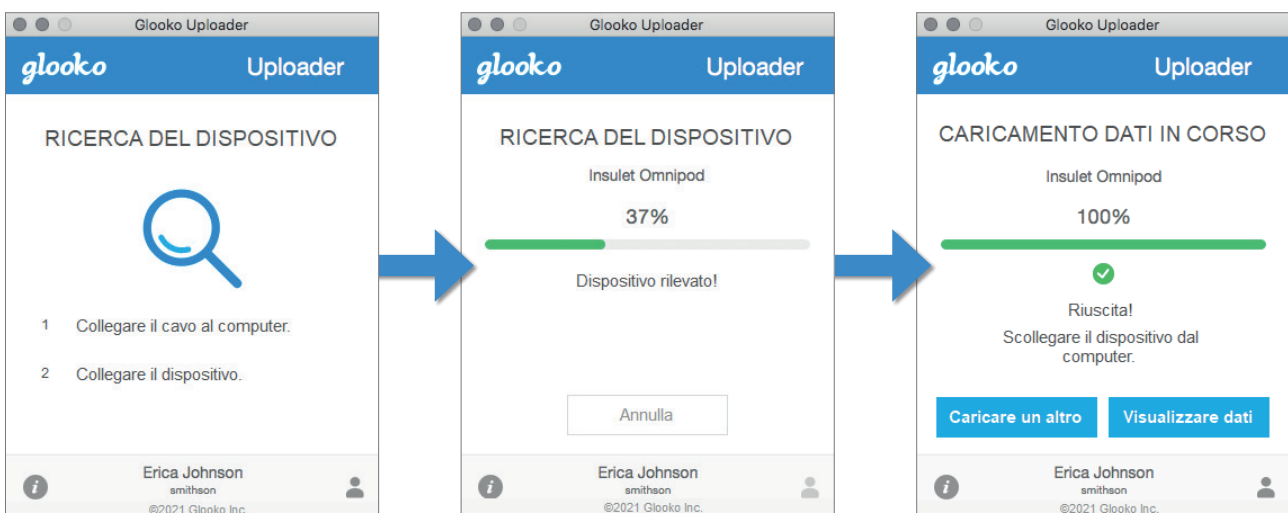 Glooko Uploader
glooko Uploader
RICERCA DEL DISPOSITIVO
1 Collegare il cavo al computer.
2 Collegare il dispositivo.
i
Erica Johnson
smithson
©2021 Glooko Inc.
Glooko Uploader
glooko Uploader
RICERCA DEL DISPOSITIVO
Insulet Omnipod
37%
Dispositivo rilevato!
Annulla
i
Erica Johnson
smithson
©2021 Glooko Inc.
Glooko Uploader
glooko Uploader
CARICAMENTO DATI IN CORSO
Insulet Omnipod
100%
Riuscita!
Scollegare il dispositivo dal
computer.
Caricare un altro Visualizzare dati
i
Erica Johnson
smithson
©2021 Glooko Inc.